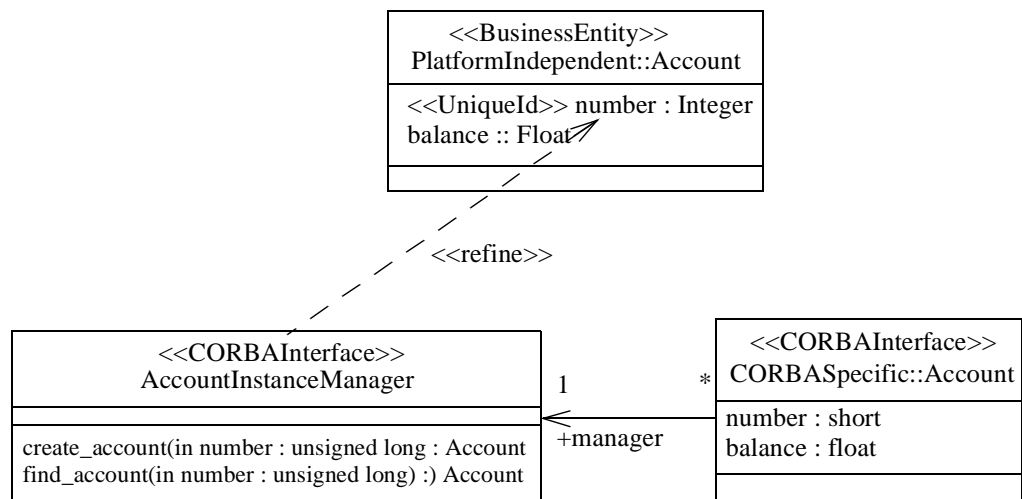 <<BusinessEntity>>
PlatformIndependent::Account
<<UniqueId>> number : Integer
balance :: Float
<<refine>>
<<CORBAInterface>>
AccountInstanceManager
create_account(in number : unsigned long : Account
find_account(in number : unsigned long) :) Account
1
*
+manager
<<CORBAInterface>>
CORBASpecific::Account
number : short
balance : float